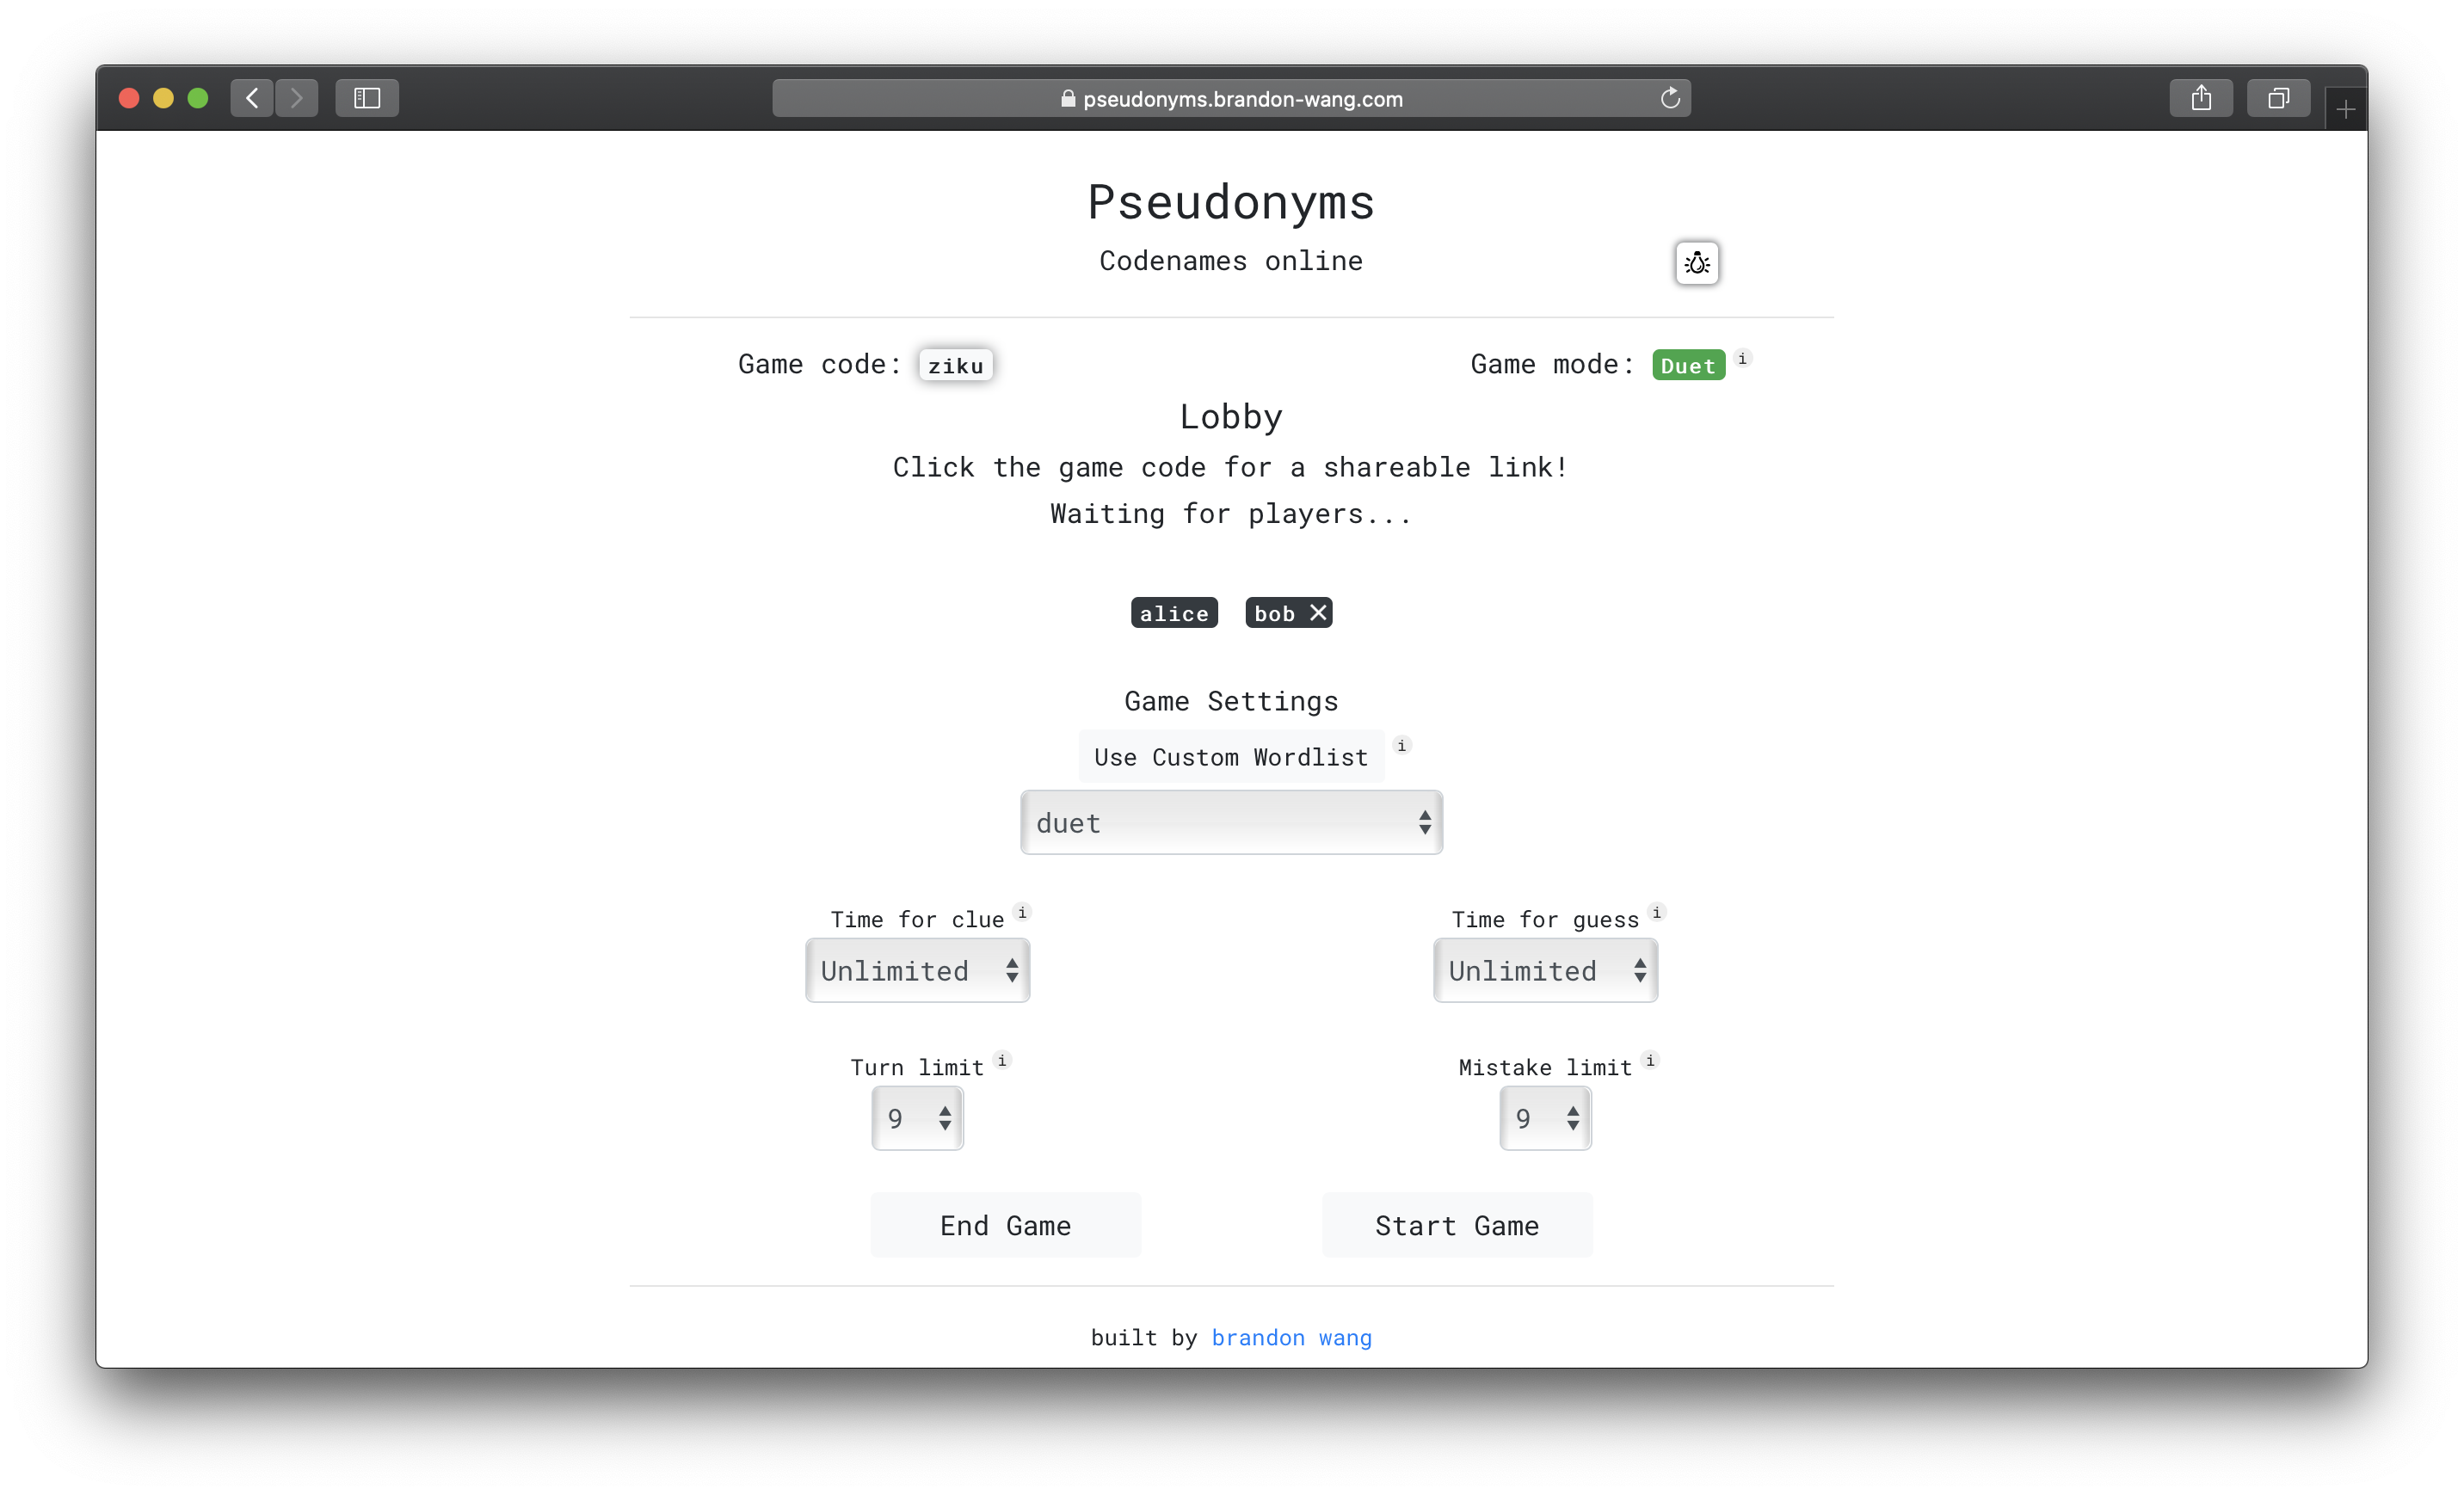 pseudonyms.brandon-wang.com
Pseudonyms
Codenames online
Game code: ziku
Game mode: Duet i
Lobby
Click the game code for a shareable link!
Waiting for players...
alice bob
Game Settings
Use Custom Wordlist i
duet
Time for clue i
Time for guess i
Unlimited
Unlimited
Turn limit i
Mistake limit i
9
9
End Game
Start Game
built by brandon wang